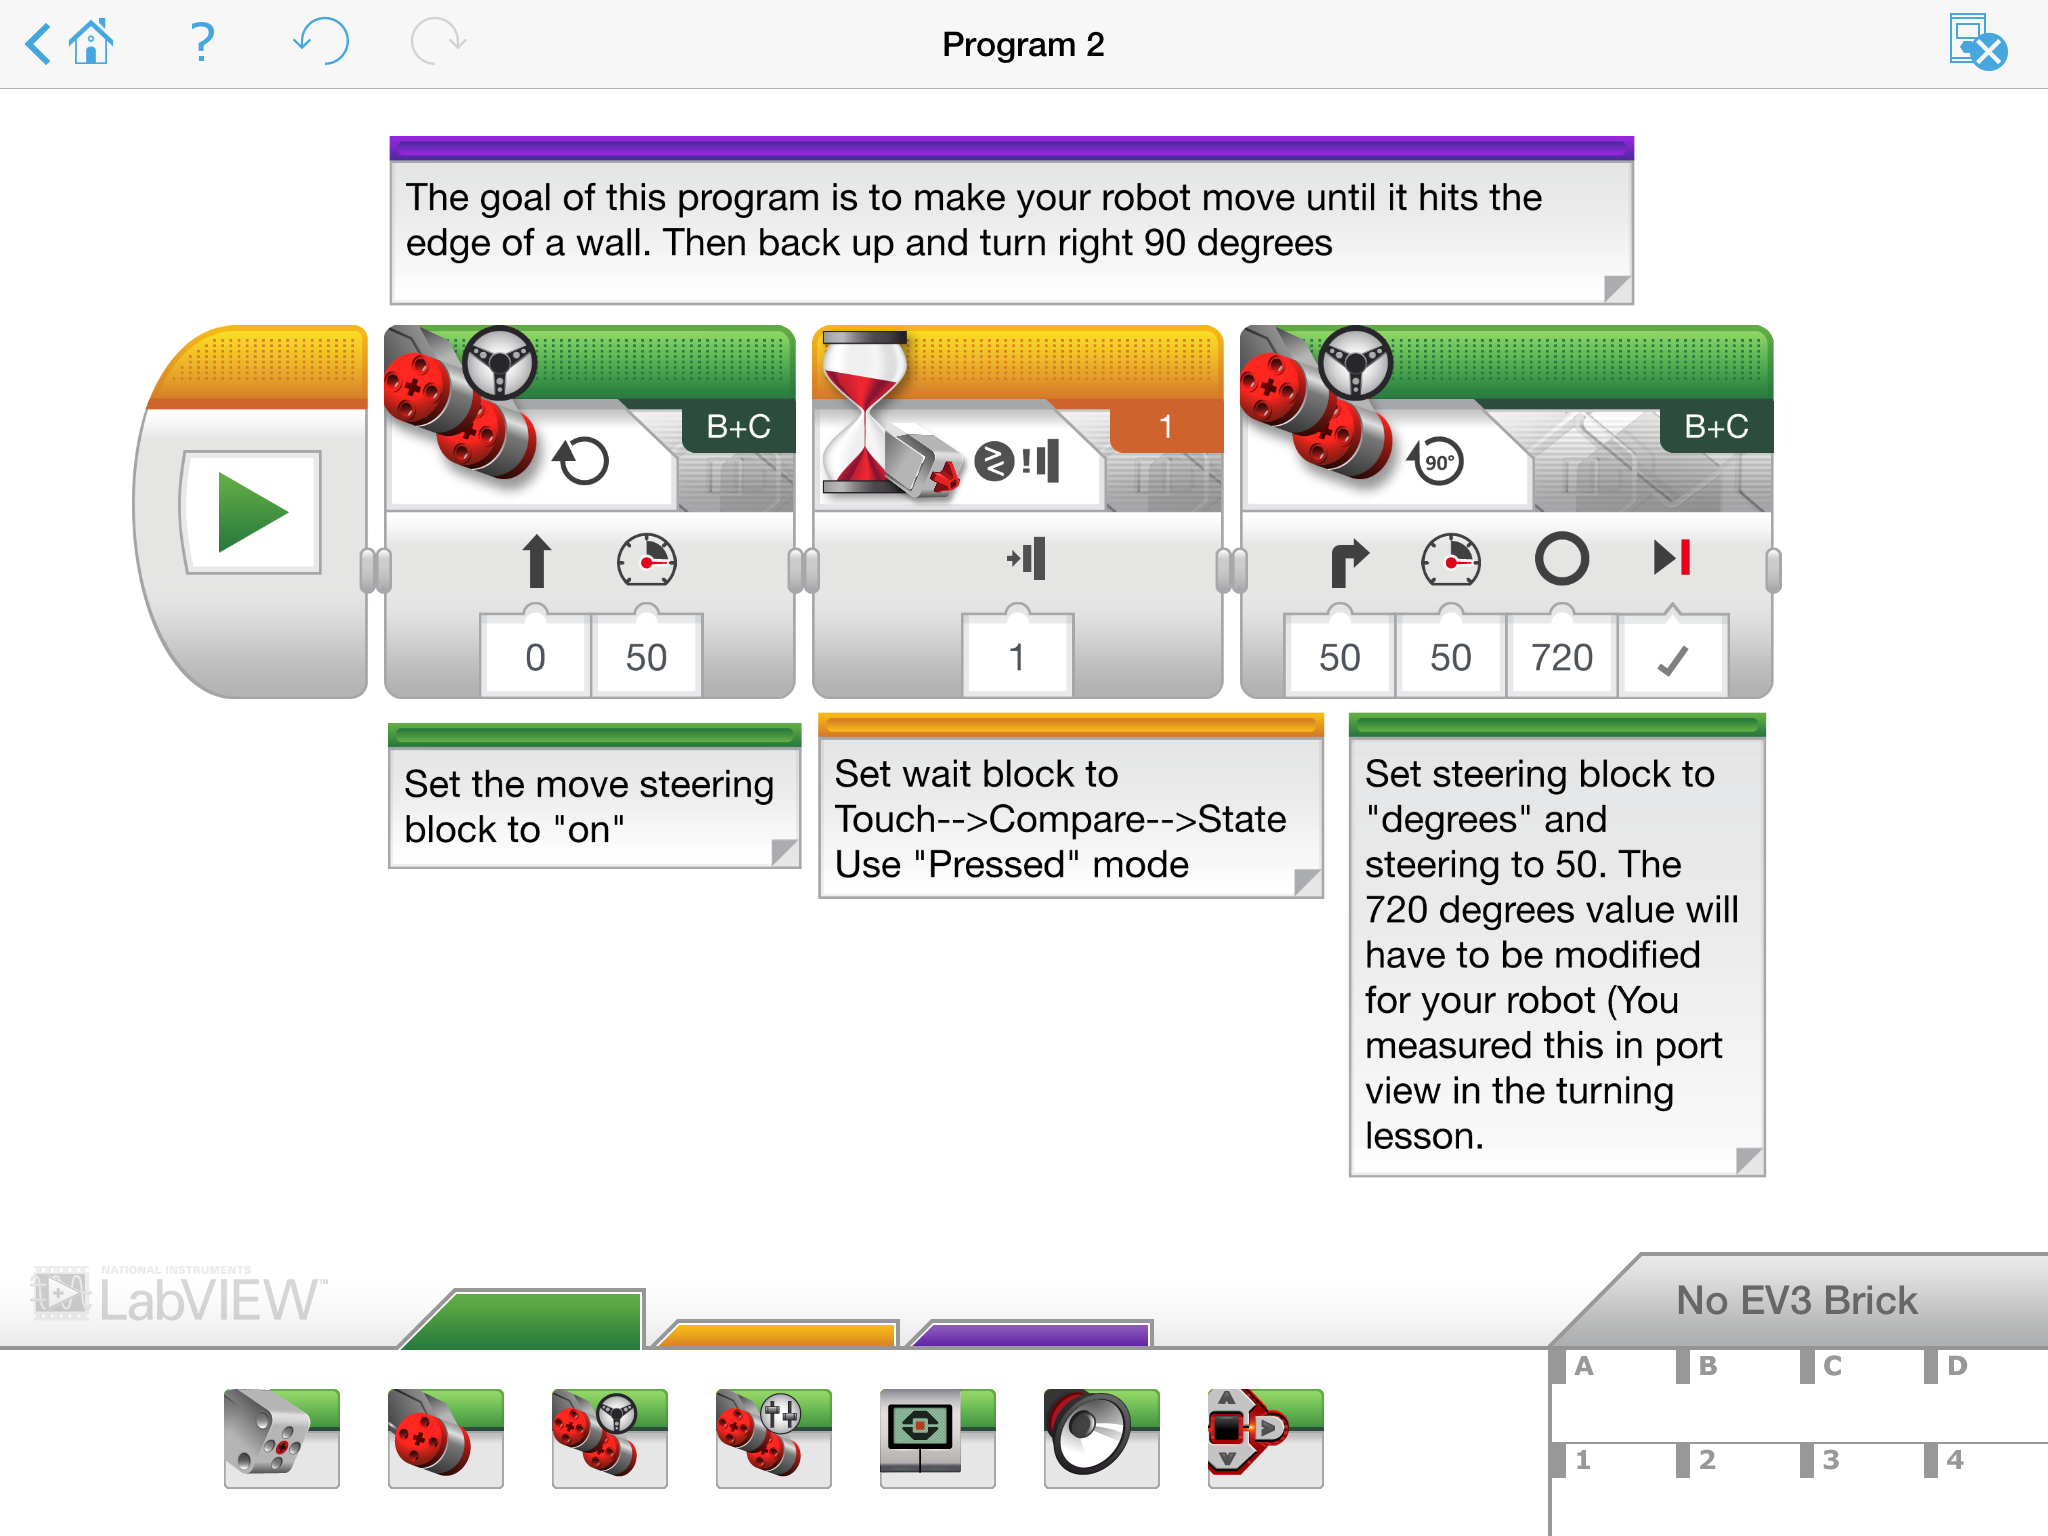 ?
Program 2
The goal of this program is to make your robot move until it hits the
edge of a wall. Then back up and turn right 90 degrees
B+C
1
B+C
90°
0
50
1
50
50
720
Set the move steering
block to "on"
Set wait block to
Touch-->Compare-->State
Use "Pressed" mode
Set steering block to
"degrees" and
steering to 50. The
720 degrees value will
have to be modified
for your robot (You
measured this in port
view in the turning
lesson.
NATIONAL INSTRUMENTS
LabVIEW™
No EV3 Brick
A B C D
1 2 3 4